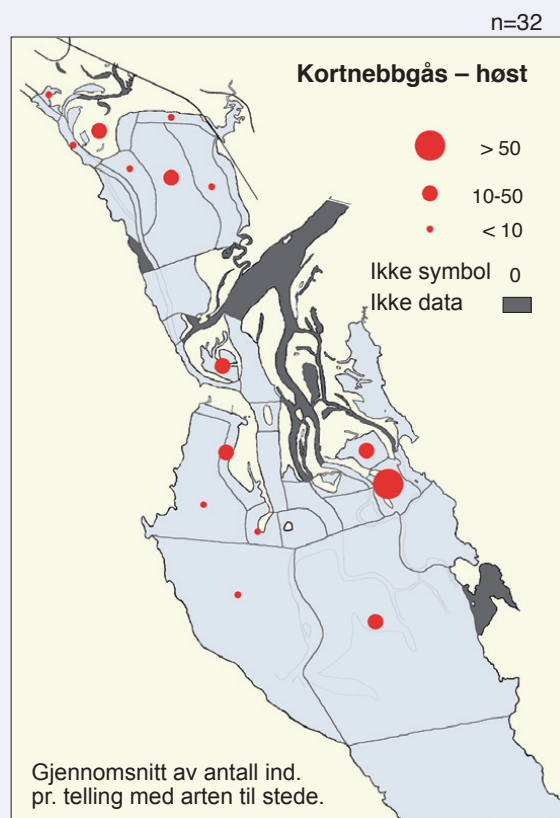 n=32
Kortnebbgås – høst
> 50
10-50
< 10
Ikke symbol 0
Ikke data
Gjennomsnitt av antall ind.
pr. telling med arten til stede.